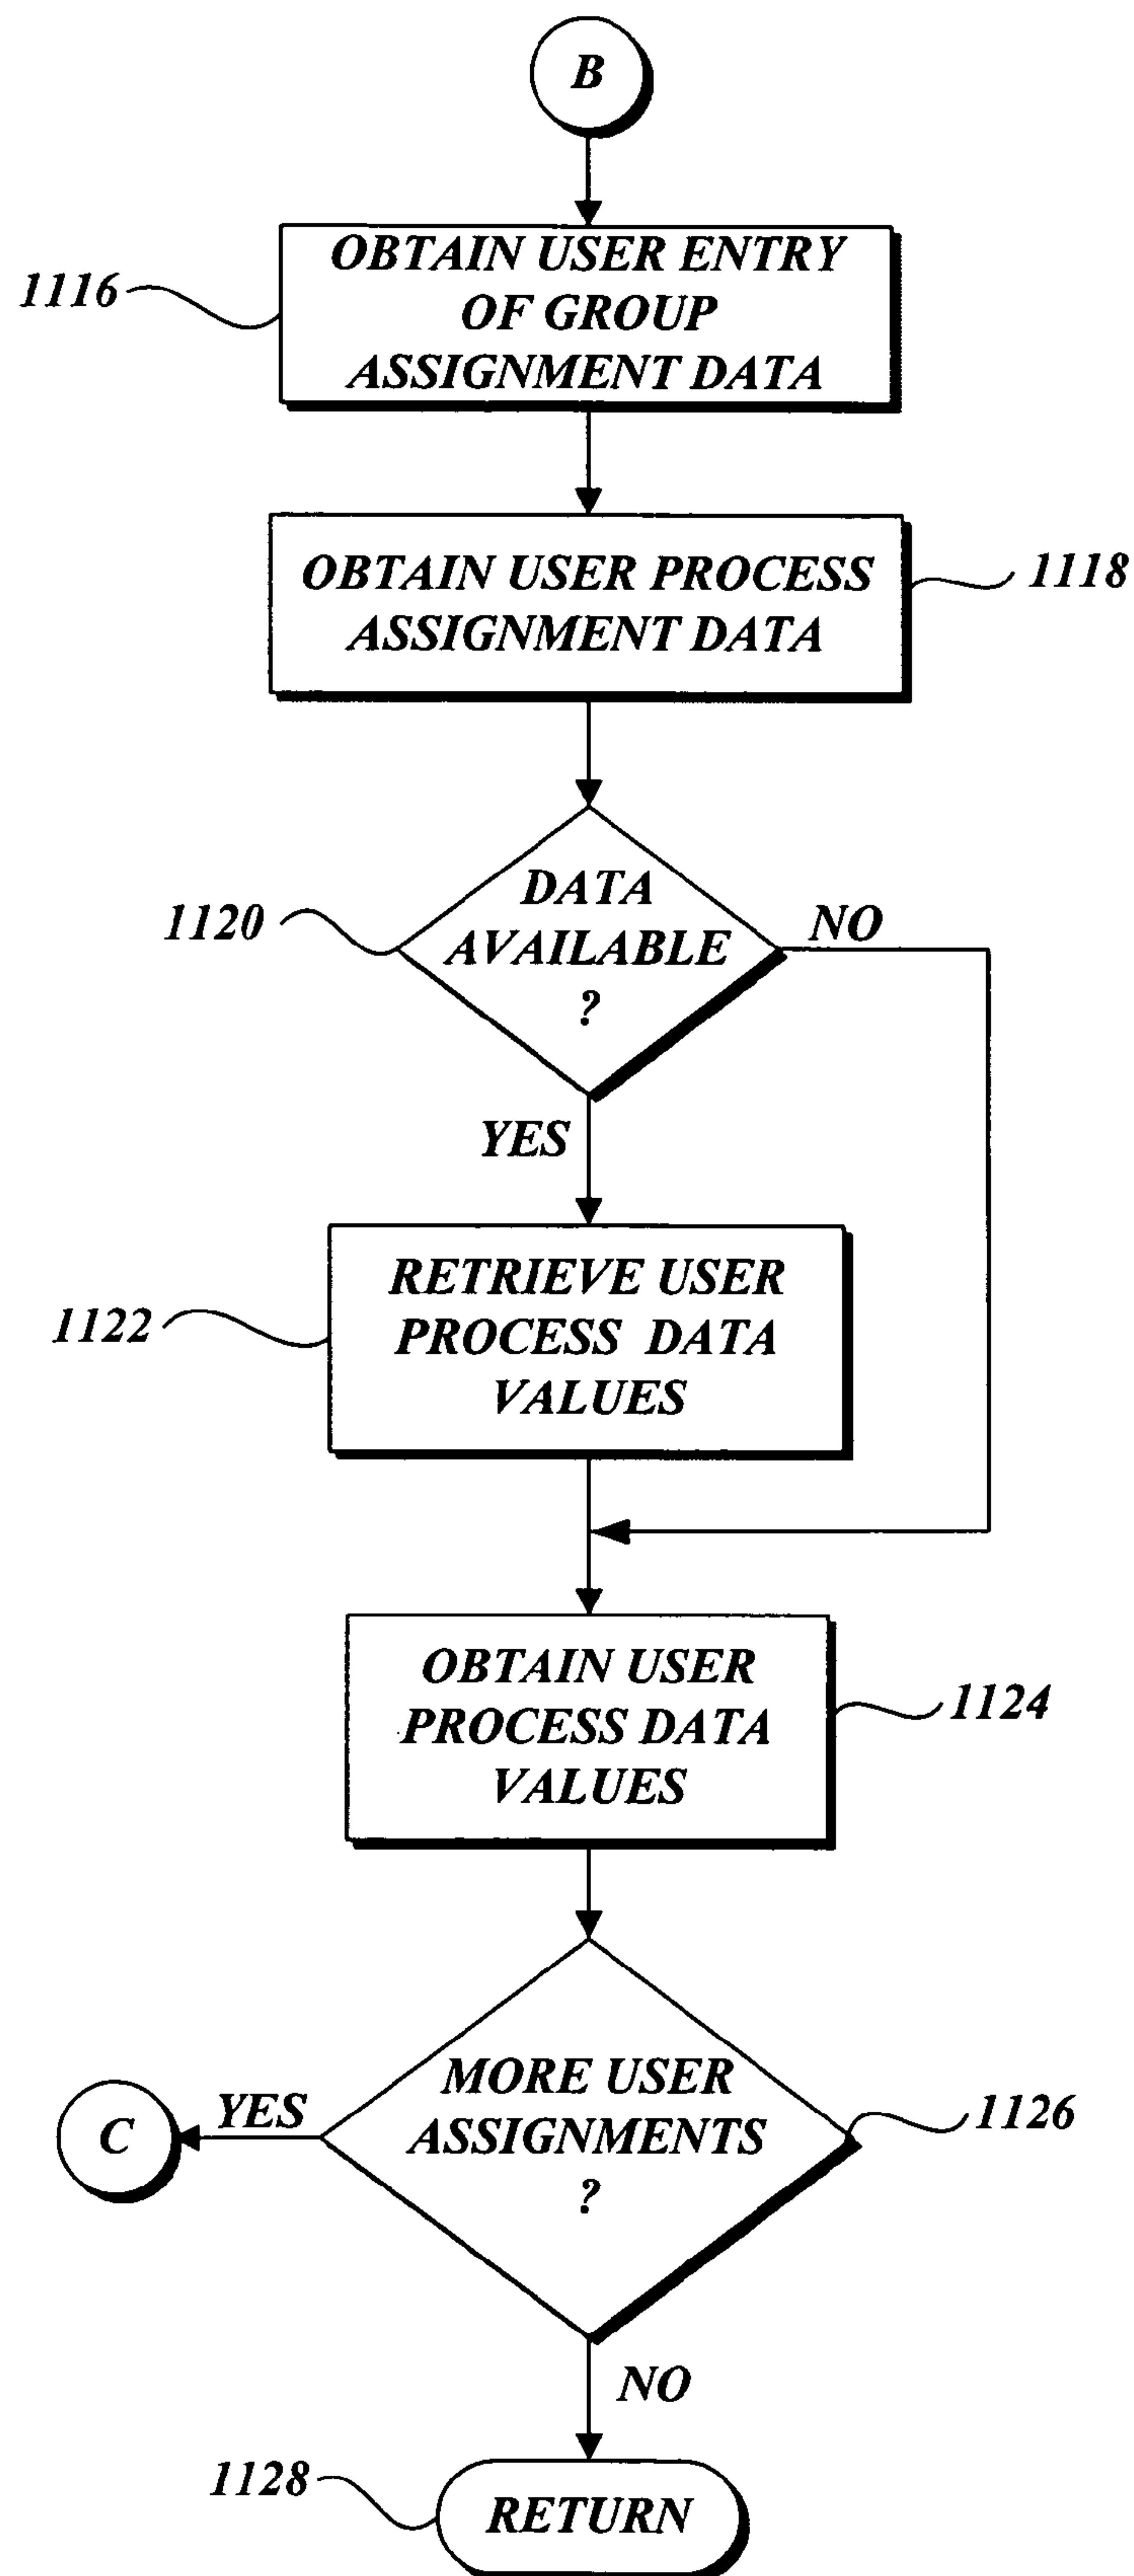 B
OBTAIN USER ENTRY
OF GROUP
ASSIGNMENT DATA
1116
OBTAIN USER PROCESS
ASSIGNMENT DATA
1118
DATA
AVAILABLE
?
1120
NO
YES
RETRIEVE USER
PROCESS DATA
VALUES
1122
OBTAIN USER
PROCESS DATA
VALUES
1124
MORE USER
ASSIGNMENTS
?
1126
YES
C
NO
1128
RETURN